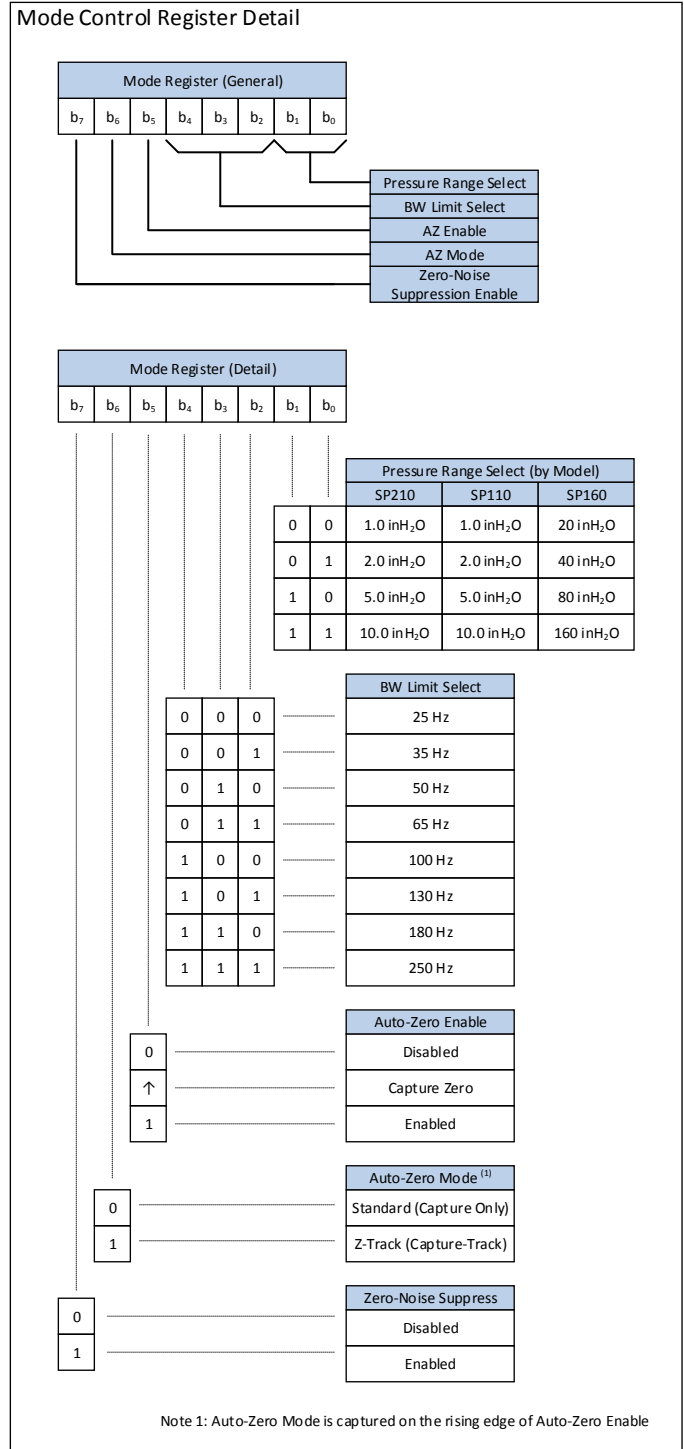 Mode Control Register Detail
Mode Register (General)
b₇ b₆ b₅ b₄ b₃ b₂ b₁ b₀
Pressure Range Select
BW Limit Select
AZ Enable
AZ Mode
Zero-Noise
Suppression Enable
Mode Register (Detail)
b₇ b₆ b₅ b₄ b₃ b₂ b₁ b₀
Pressure Range Select (by Model)
SP210 SP110 SP160
0 0 1.0 inH₂O 1.0 inH₂O 20 inH₂O
0 1 2.0 inH₂O 2.0 inH₂O 40 inH₂O
1 0 5.0 inH₂O 5.0 inH₂O 80 inH₂O
1 1 10.0 inH₂O 10.0 inH₂O 160 inH₂O
BW Limit Select
0 0 0 25 Hz
0 0 1 35 Hz
0 1 0 50 Hz
0 1 1 65 Hz
1 0 0 100 Hz
1 0 1 130 Hz
1 1 0 180 Hz
1 1 1 250 Hz
Auto-Zero Enable
0 Disabled
↑ Capture Zero
1 Enabled
Auto-Zero Mode (1)
0 Standard (Capture Only)
1 Z-Track (Capture-Track)
Zero-Noise Suppress
0 Disabled
1 Enabled
Note 1: Auto-Zero Mode is captured on the rising edge of Auto-Zero Enable